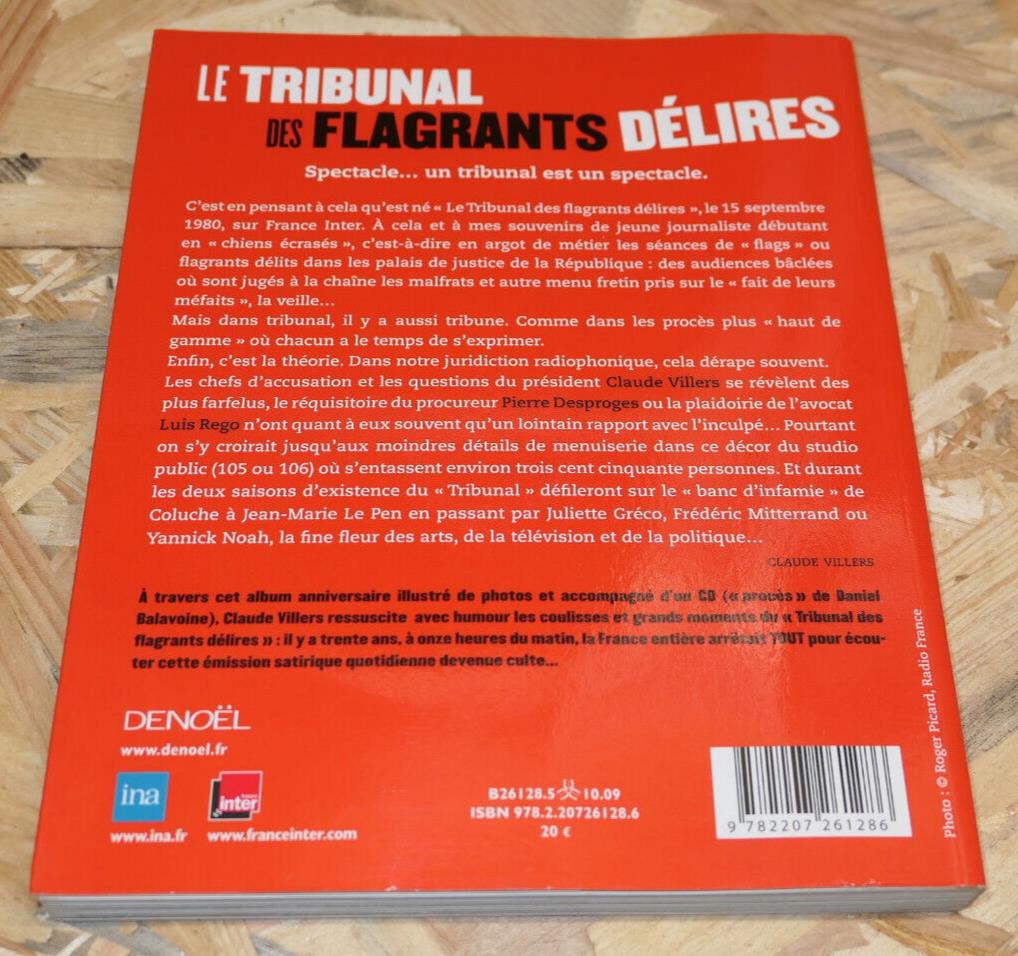 LE TRIBUNAL
DES FLAGRANTS DÉLIRES
Spectacle... un tribunal est un spectacle.
C'est en pensant à cela qu'est né « Le Tribunal des flagrants délires », le 15 septembre
1980, sur France Inter. À cela et à mes souvenirs de jeune journaliste débutant
en « chiens écrasés », c'est-à-dire en argot de métier les séances de « flags » ou
flagrants délits dans les palais de justice de la République : des audiences bâclées
où sont jugés à la chaîne les malfrats et autre menu fretin pris sur le « fait de leurs
méfaits », la veille...
Mais dans tribunal, il y a aussi tribune. Comme dans les procès plus « haut de
gamme » où chacun a le temps de s'exprimer.
Enfin, c'est la théorie. Dans notre juridiction radiophonique, cela dérape souvent.
Les chefs d'accusation et les questions du président Claude Villers se révèlent des
plus farfelus, le réquisitoire du procureur Pierre Desproges ou la plaidoirie de l'avocat
Luis Rego n'ont quant à eux souvent qu'un lointain rapport avec l'inculpé... Pourtant
on s'y croirait jusqu'aux moindres détails de menuiserie dans ce décor du studio
public (105 ou 106) où s'entassent environ trois cent cinquante personnes. Et durant
les deux saisons d'existence du « Tribunal » défileront sur le « banc d'infamie » de
Coluche à Jean-Marie Le Pen en passant par Juliette Gréco, Frédéric Mitterrand ou
Yannick Noah, la fine fleur des arts, de la télévision et de la politique...
CLAUDE VILLERS
À travers cet album anniversaire illustré de photos et accompagné d'un CD (« procès » de Daniel
Balavoine), Claude Villers ressuscite avec humour les coulisses et grands moments du « Tribunal des
flagrants délires » : il y a trente ans, à onze heures du matin, la France entière arrêtait TOUT pour écou-
ter cette émission satirique quotidienne devenue culte...
DENOËL
www.denoel.fr
ina
france
inter
www.ina.fr
www.franceinter.com
B26128.5 10.09
ISBN 978.2.20726128.6
20 €
9 782207 261286
Photo : © Roger Picard, Radio France